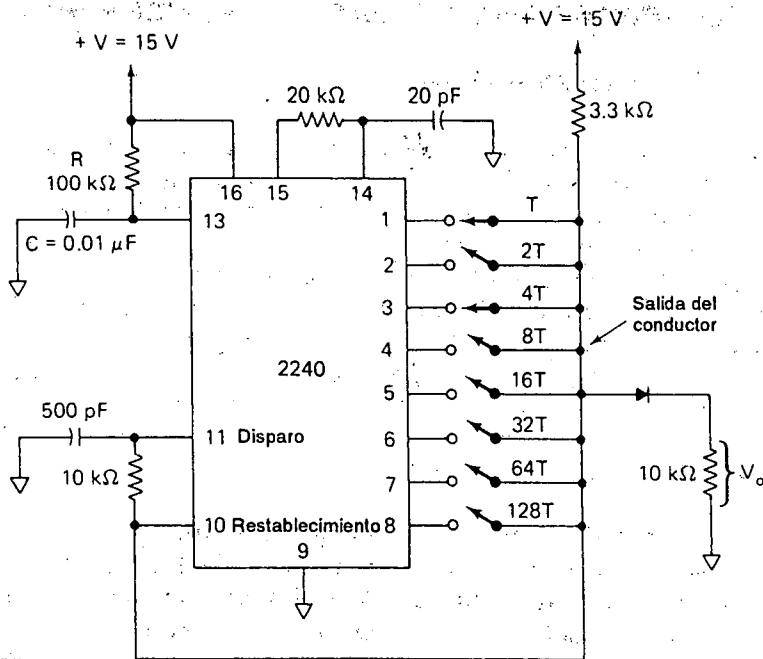 + V = 15 V
+ V = 15 V
20 kΩ
20 pF
3.3 kΩ
R
100 kΩ
16
15
14
13
C = 0.01 µF
1
T
2
2T
3
4T
4
8T
Salida del
conductor
2240
5
16T
500 pF
11 Disparo
6
32T
10 kΩ
7
64T
10 kΩ
Vo
10 Restablecimiento 8
128T
9